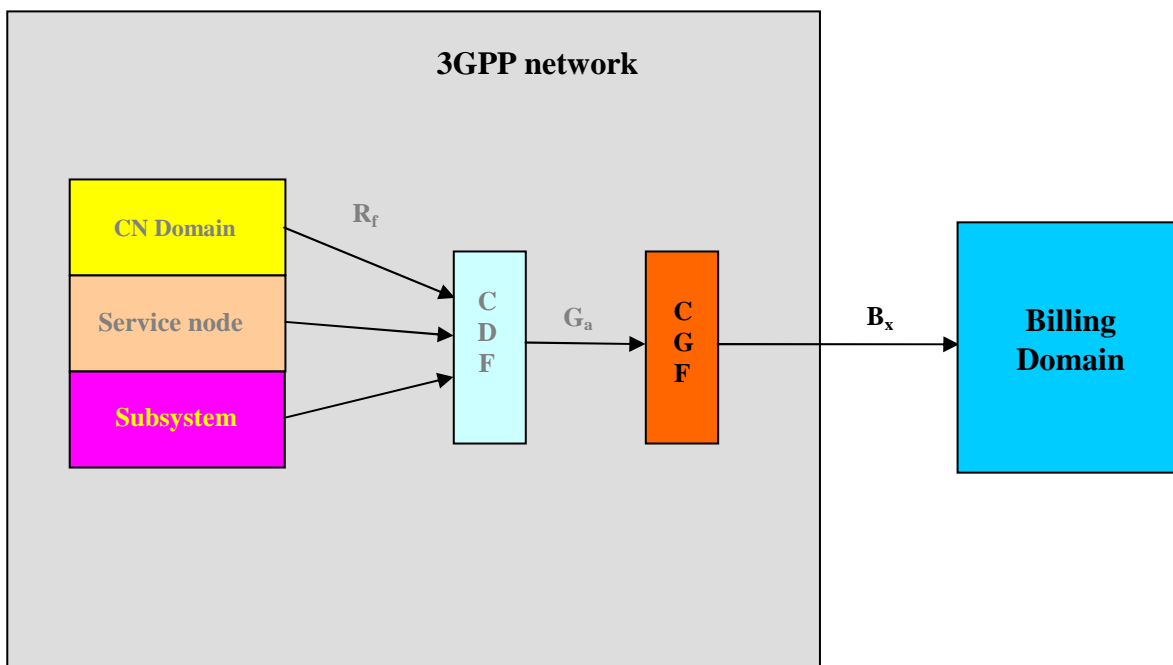 3GPP network
CN Domain
Service node
Subsystem
Rf
C
D
F
Ga
C
G
F
Bx
Billing
Domain